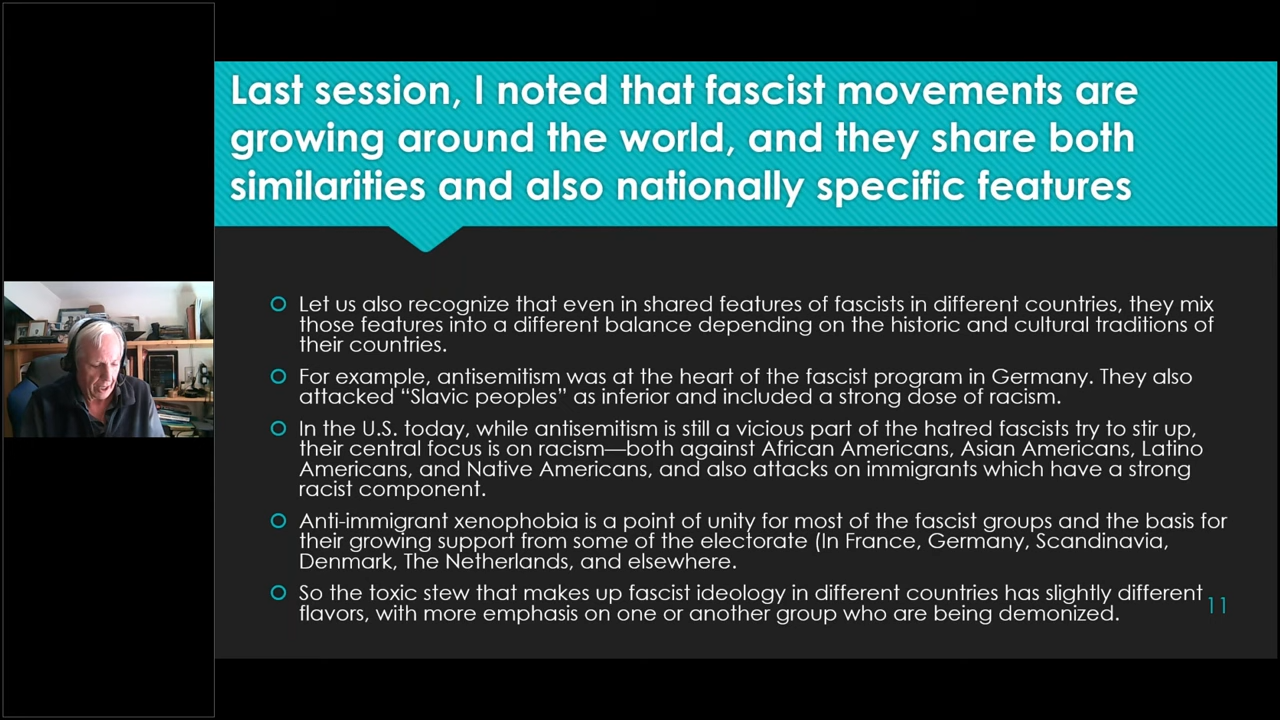 Last session, I noted that fascist movements are
growing around the world, and they share both
similarities and also nationally specific features
Let us also recognize that even in shared features of fascists in different countries, they mix
those features into a different balance depending on the historic and cultural traditions of
their countries.
For example, antisemitism was at the heart of the fascist program in Germany. They also
attacked “Slavic peoples” as inferior and included a strong dose of racism.
In the U.S. today, while antisemitism is still a vicious part of the hatred fascists try to stir up,
their central focus is on racism—both against African Americans, Asian Americans, Latino
Americans, and Native Americans, and also attacks on immigrants which have a strong
racist component.
Anti-immigrant xenophobia is a point of unity for most of the fascist groups and the basis for
their growing support from some of the electorate (In France, Germany, Scandinavia,
Denmark, The Netherlands, and elsewhere.
So the toxic stew that makes up fascist ideology in different countries has slightly different
flavors, with more emphasis on one or another group who are being demonized.
11